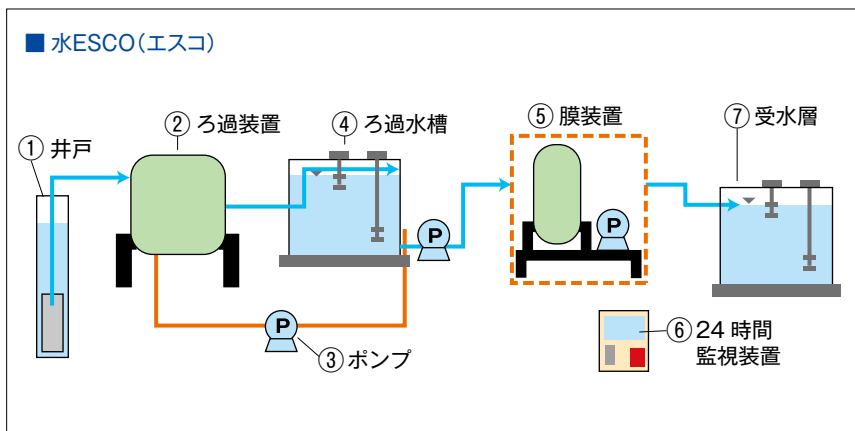 ■ 水ESCO(エスコ)
① 井戸
② ろ過装置
④ ろ過水槽
⑤ 膜装置
⑦ 受水層
P
P
P
③ ポンプ
⑥ 24 時間
監視装置